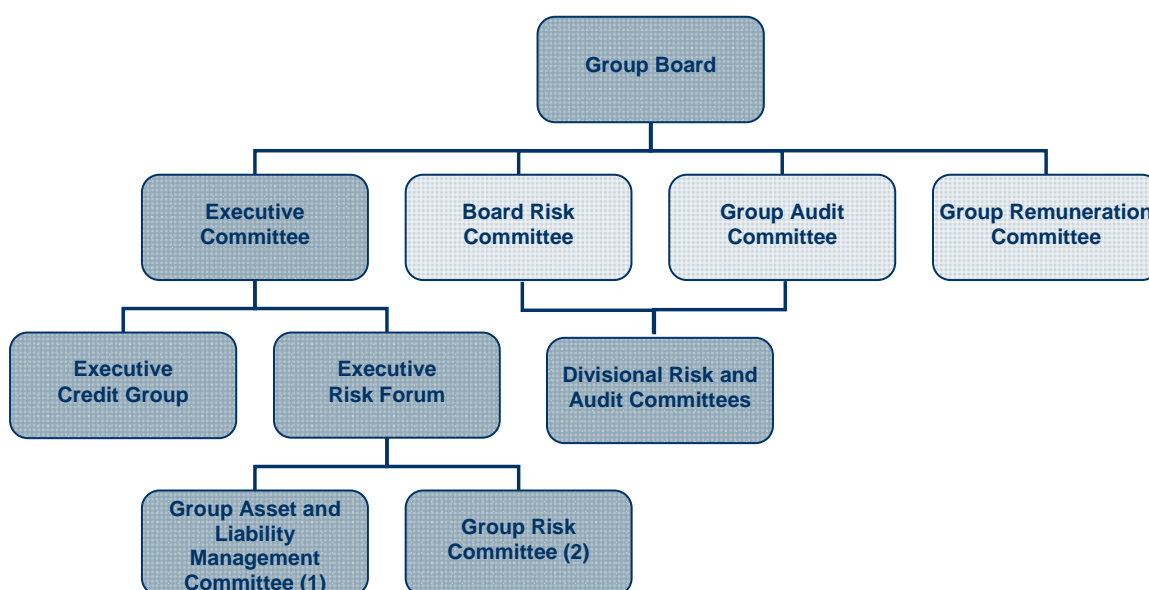 Group Board
Executive
Committee
Board Risk
Committee
Group Audit
Committee
Group Remuneration
Committee
Executive
Credit Group
Executive
Risk Forum
Divisional Risk and
Audit Committees
Group Asset and
Liability
Management
Committee (1)
Group Risk
Committee (2)